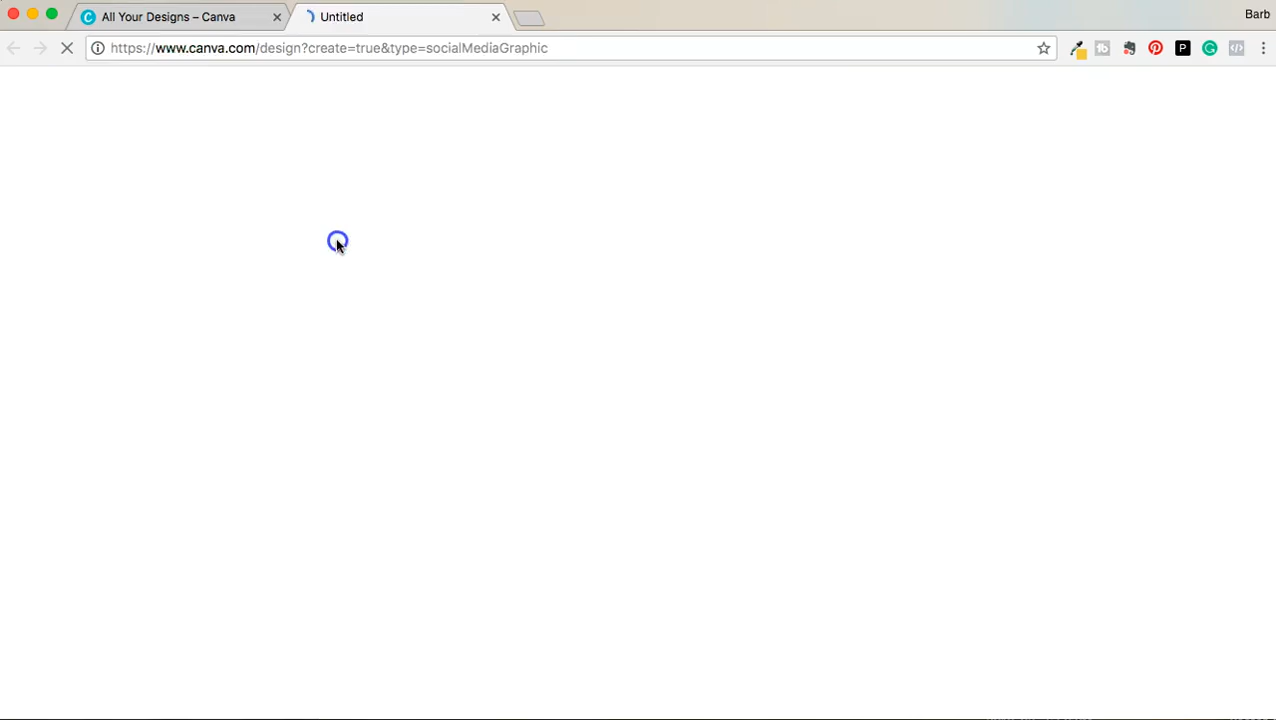 All Your Designs – Canva
Untitled
Barb
https://www.canva.com/design?create=true&type=socialMediaGraphic